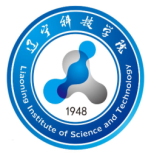 辽宁科技学院
1948
Liaoning Institute of Science and Technology